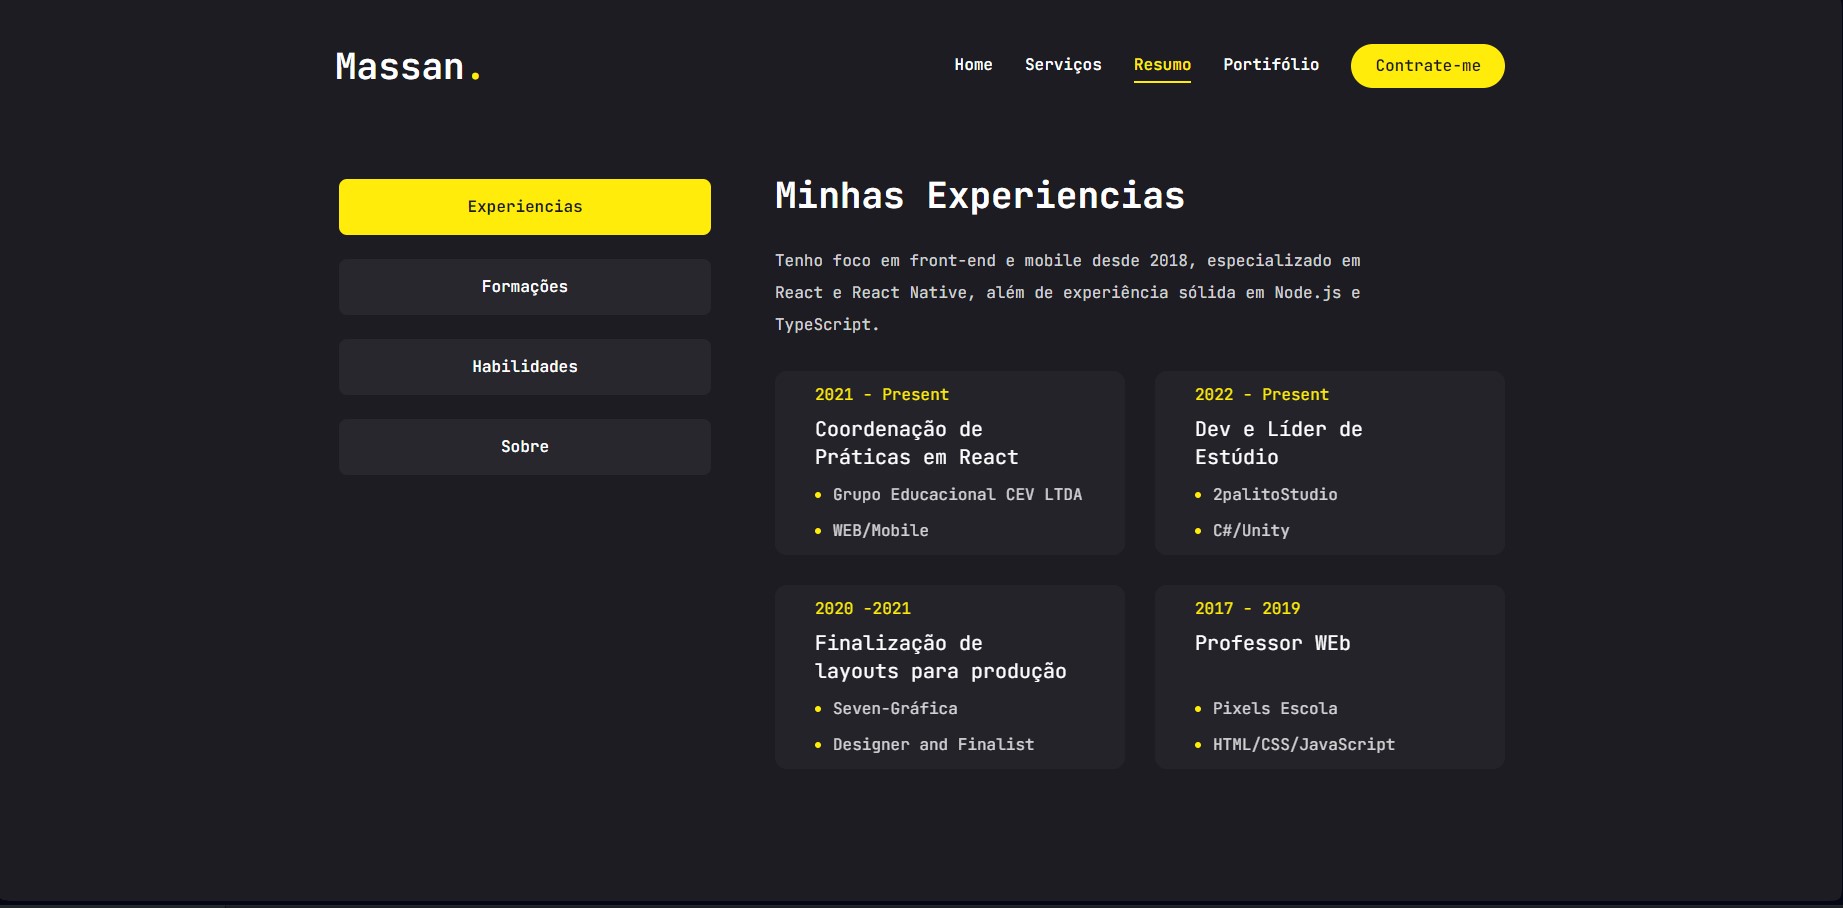 Massan.
Home Serviços Resumo Portifólio Contrate-me
Experiencias
Formações
Habilidades
Sobre
Minhas Experiencias
Tenho foco em front-end e mobile desde 2018, especializado em
React e React Native, além de experiência sólida em Node.js e
TypeScript.
2021 - Present
Coordenação de
Práticas em React
Grupo Educacional CEV LTDA
WEB/Mobile
2022 - Present
Dev e Líder de
Estúdio
2palitoStudio
C#/Unity
2020 -2021
Finalização de
layouts para produção
Seven-Gráfica
Designer and Finalist
2017 - 2019
Professor WEb
Pixels Escola
HTML/CSS/JavaScript